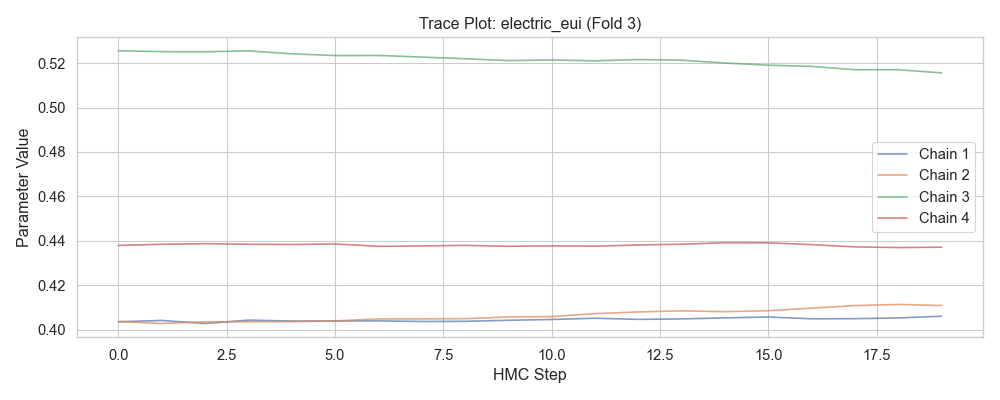 Trace Plot: electric_eui (Fold 3)
Parameter Value
0.52
0.50
0.48
0.46
0.44
0.42
0.40
Chain 1
Chain 2
Chain 3
Chain 4
0.0 2.5 5.0 7.5 10.0 12.5 15.0 17.5
HMC Step